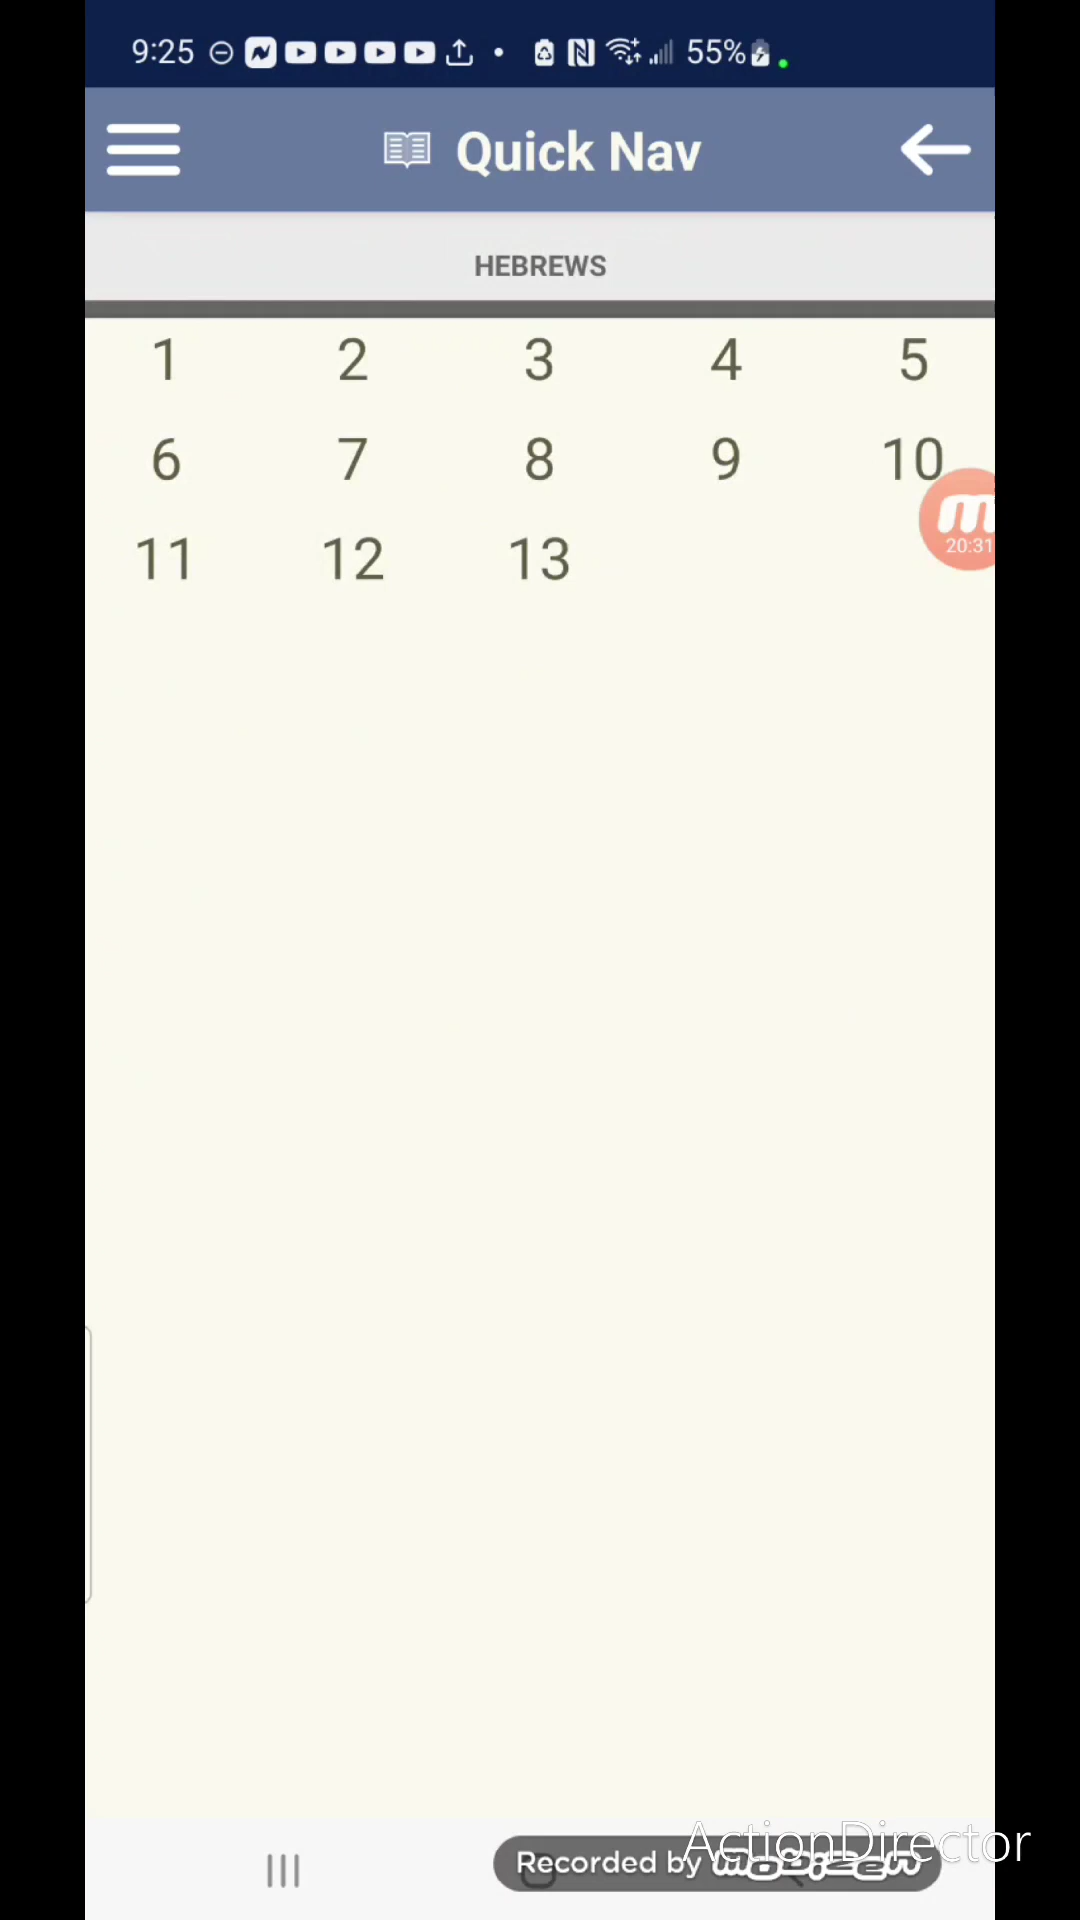 9:25 55%
Quick Nav
HEBREWS
1 2 3 4 5
6 7 8 9 10
11 12 13
m
20:31
ActionDirector
Recorded by mobizen